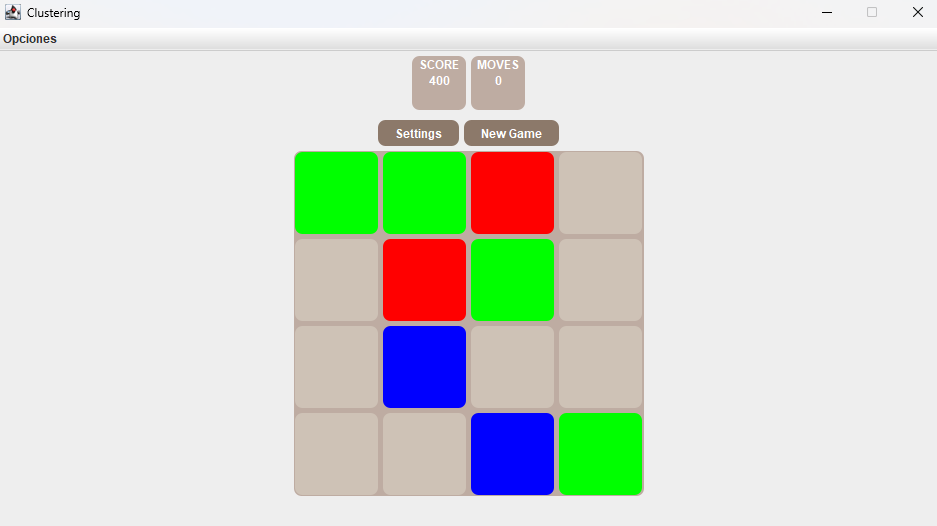 Clustering
Opciones
SCORE MOVES
400 0
Settings New Game